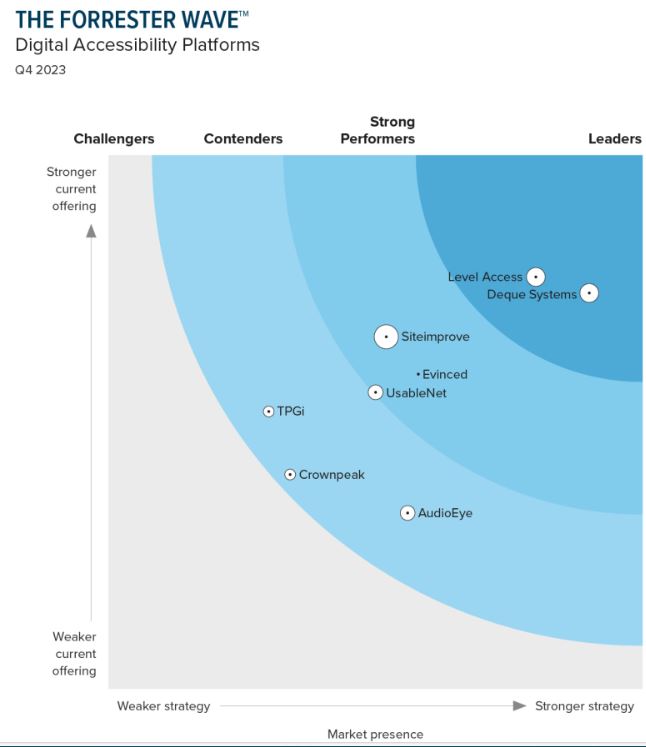 THE FORRESTER WAVE™
Digital Accessibility Platforms
Q4 2023
Challengers
Contenders
Strong
Performers
Leaders
Stronger
current
offering
Level Access
Deque Systems
Siteimprove
Evinced
UsableNet
TPGi
Crownpeak
AudioEye
Weaker
current
offering
Weaker strategy
Stronger strategy
Market presence